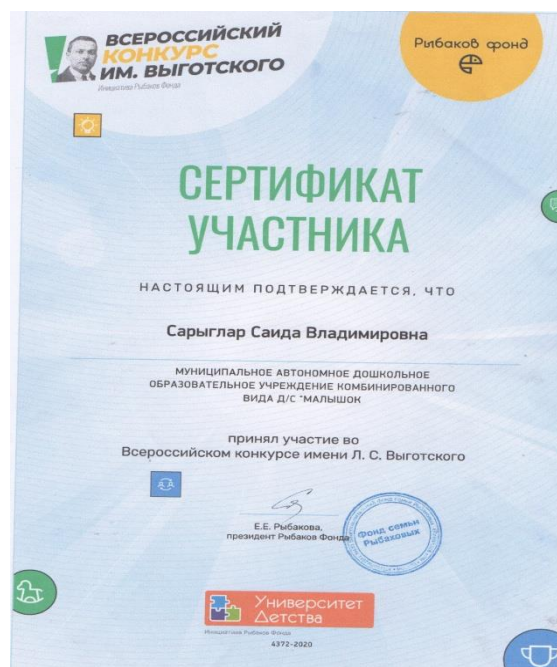 ВСЕРОССИЙСКИЙ
КОНКУРС
ИМ. ВЫГОТСКОГО
Инициатива Рыбаков Фонда
Рыбаков фонд
СЕРТИФИКАТ
УЧАСТНИКА
НАСТОЯЩИМ ПОДТВЕРЖДАЕТСЯ, ЧТО
Сарыглар Саида Владимировна
МУНИЦИПАЛЬНОЕ АВТОНОМНОЕ ДОШКОЛЬНОЕ
ОБРАЗОВАТЕЛЬНОЕ УЧРЕЖДЕНИЕ КОМБИНИРОВАННОГО
ВИДА Д/С "МАЛЫШОК
принял участие во
Всероссийском конкурсе имени Л. С. Выготского
Е.Е. Рыбакова,
президент Рыбаков Фонда
Фонд семьи
Рыбаковых
Университет
Детства
Инициатива Рыбаков Фонда
4372-2020